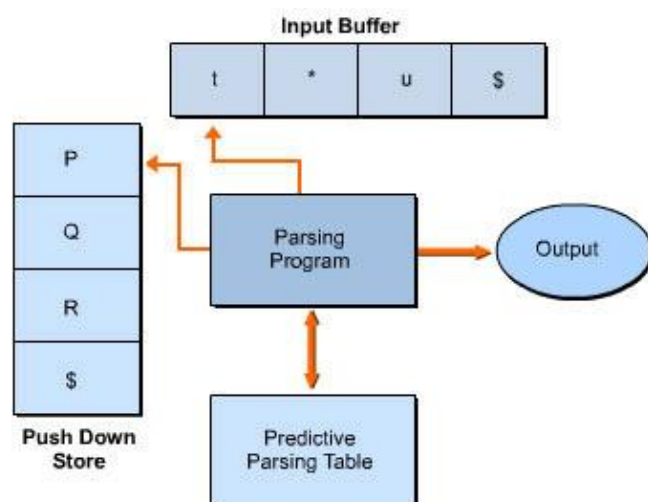 Input Buffer
t * u $
P
Q
R
$
Push Down
Store
Parsing
Program
Output
Predictive
Parsing Table